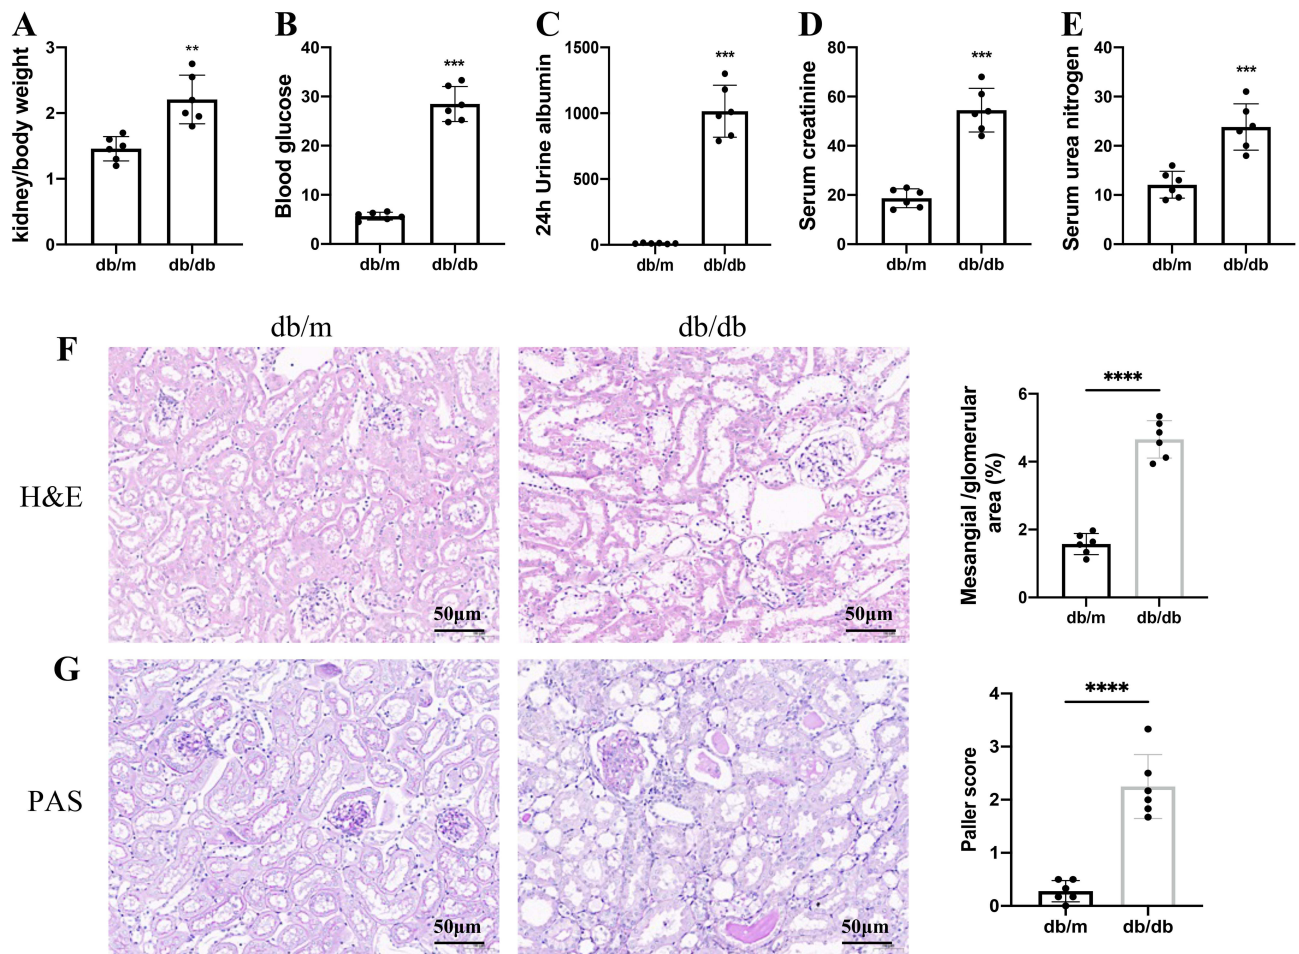 A
B
C
D
E
kidney/body weight
3
2
1
0
**
db/m
db/db
Blood glucose
40
30
20
10
0
***
db/m
db/db
24h Urine albumin
1500
1000
500
0
***
db/m
db/db
Serum creatinine
80
60
40
20
0
***
db/m
db/db
Serum urea nitrogen
40
30
20
10
0
***
db/m
db/db
db/m
db/db
F
H&E
50μm
50μm
Mesangial /glomerular
area (%)
6
4
2
0
****
db/m
db/db
G
PAS
50μm
50μm
Paller score
4
3
2
1
0
****
db/m
db/db